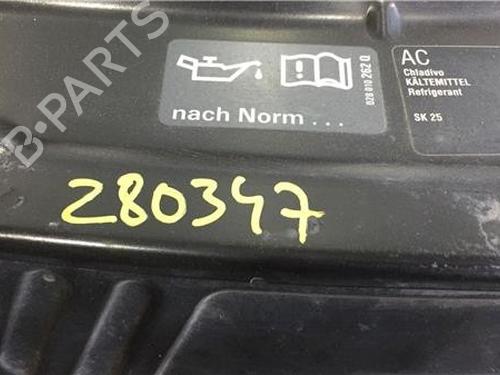 B-PARTS
nach Norm . . .
028 010 262 Q
AC
Chladivo
KÄLTEMITTEL
Refrigerant
SK 25
280347